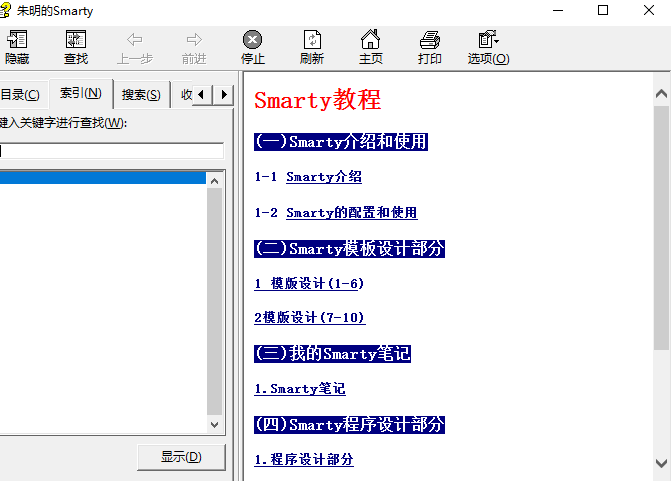 朱明的Smarty
隐藏 查找 上一步 前进 停止 刷新 主页 打印 选项(O)
目录(C) 索引(N) 搜索(S) 收
键入关键字进行查找(W):
显示(D)
Smarty教程
(一)Smarty介绍和使用
1-1 Smarty介绍
1-2 Smarty的配置和使用
(二)Smarty模板设计部分
1 模版设计(1-6)
2模版设计(7-10)
(三)我的Smarty笔记
1.Smarty笔记
(四)Smarty程序设计部分
1.程序设计部分